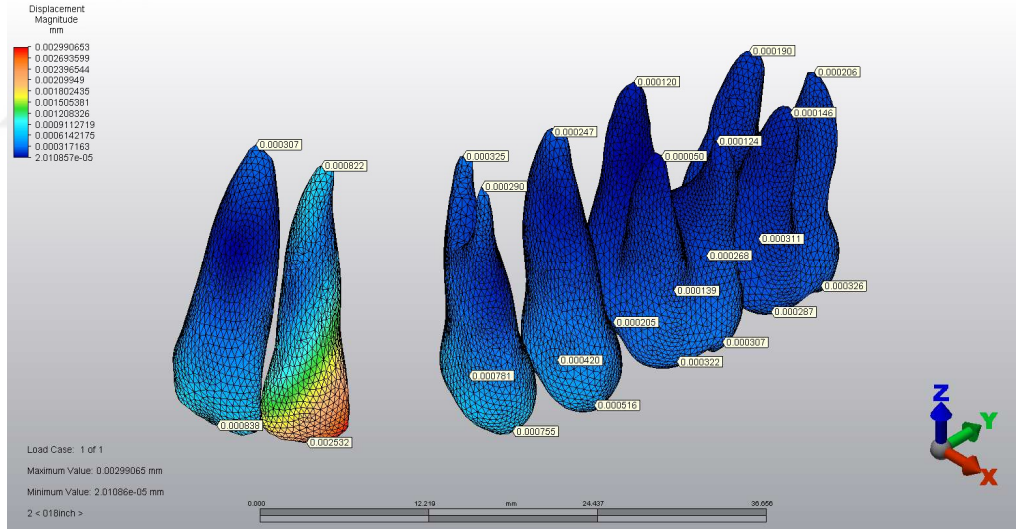 Displacement
Magnitude
mm
0.002990653
0.002693599
0.002396544
0.00209949
0.001802435
0.001505381
0.001208326
0.0009112719
0.0006142175
0.000317163
2.010857e-05
0.000307
0.000822
0.000838
0.002532
0.000325
0.000290
0.000781
0.000755
0.000247
0.000420
0.000516
0.000120
0.000050
0.000205
0.000139
0.000322
0.000190
0.000124
0.000268
0.000307
0.000206
0.000146
0.000311
0.000326
0.000287
Load Case: 1 of 1
Maximum Value: 0.00299065 mm
Minimum Value: 2.01086e-05 mm
2 < 018inch >
0.000 12.219 mm 24.437 36.656
Z
Y
X